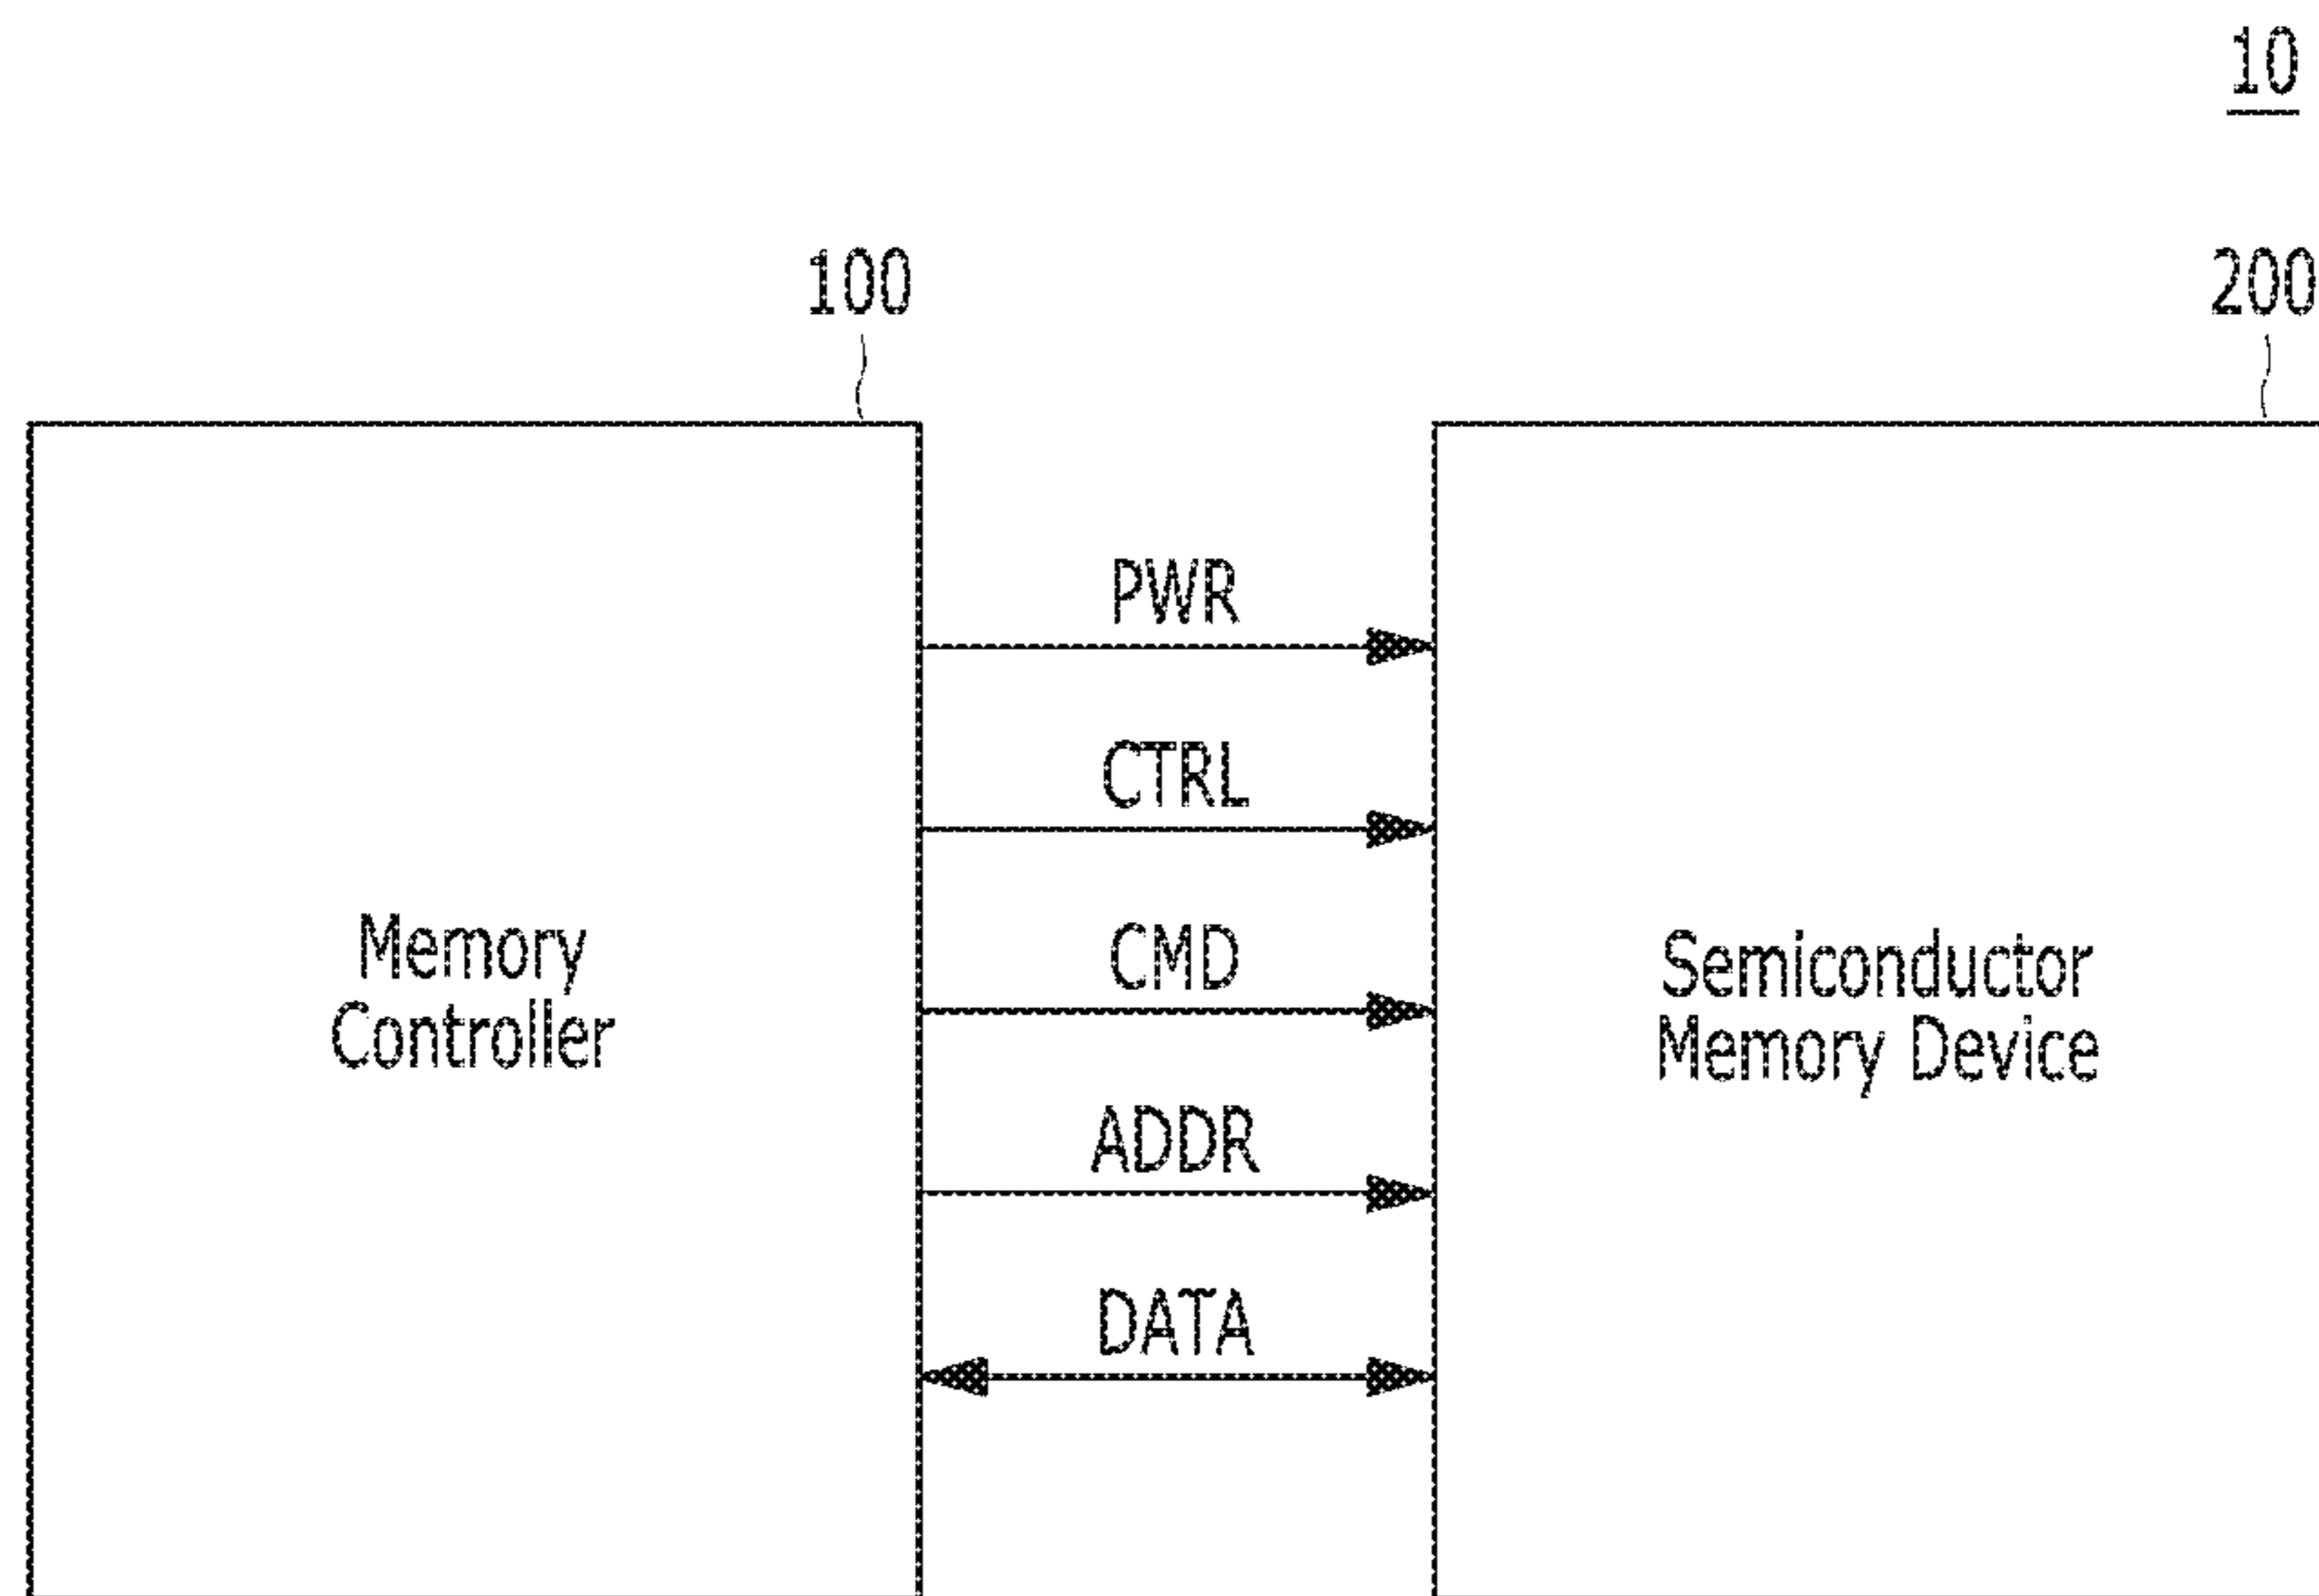 10
100
200
PWR
CTRL
Memory
Controller
CMD
Semiconductor
Memory Device
ADDR
DATA